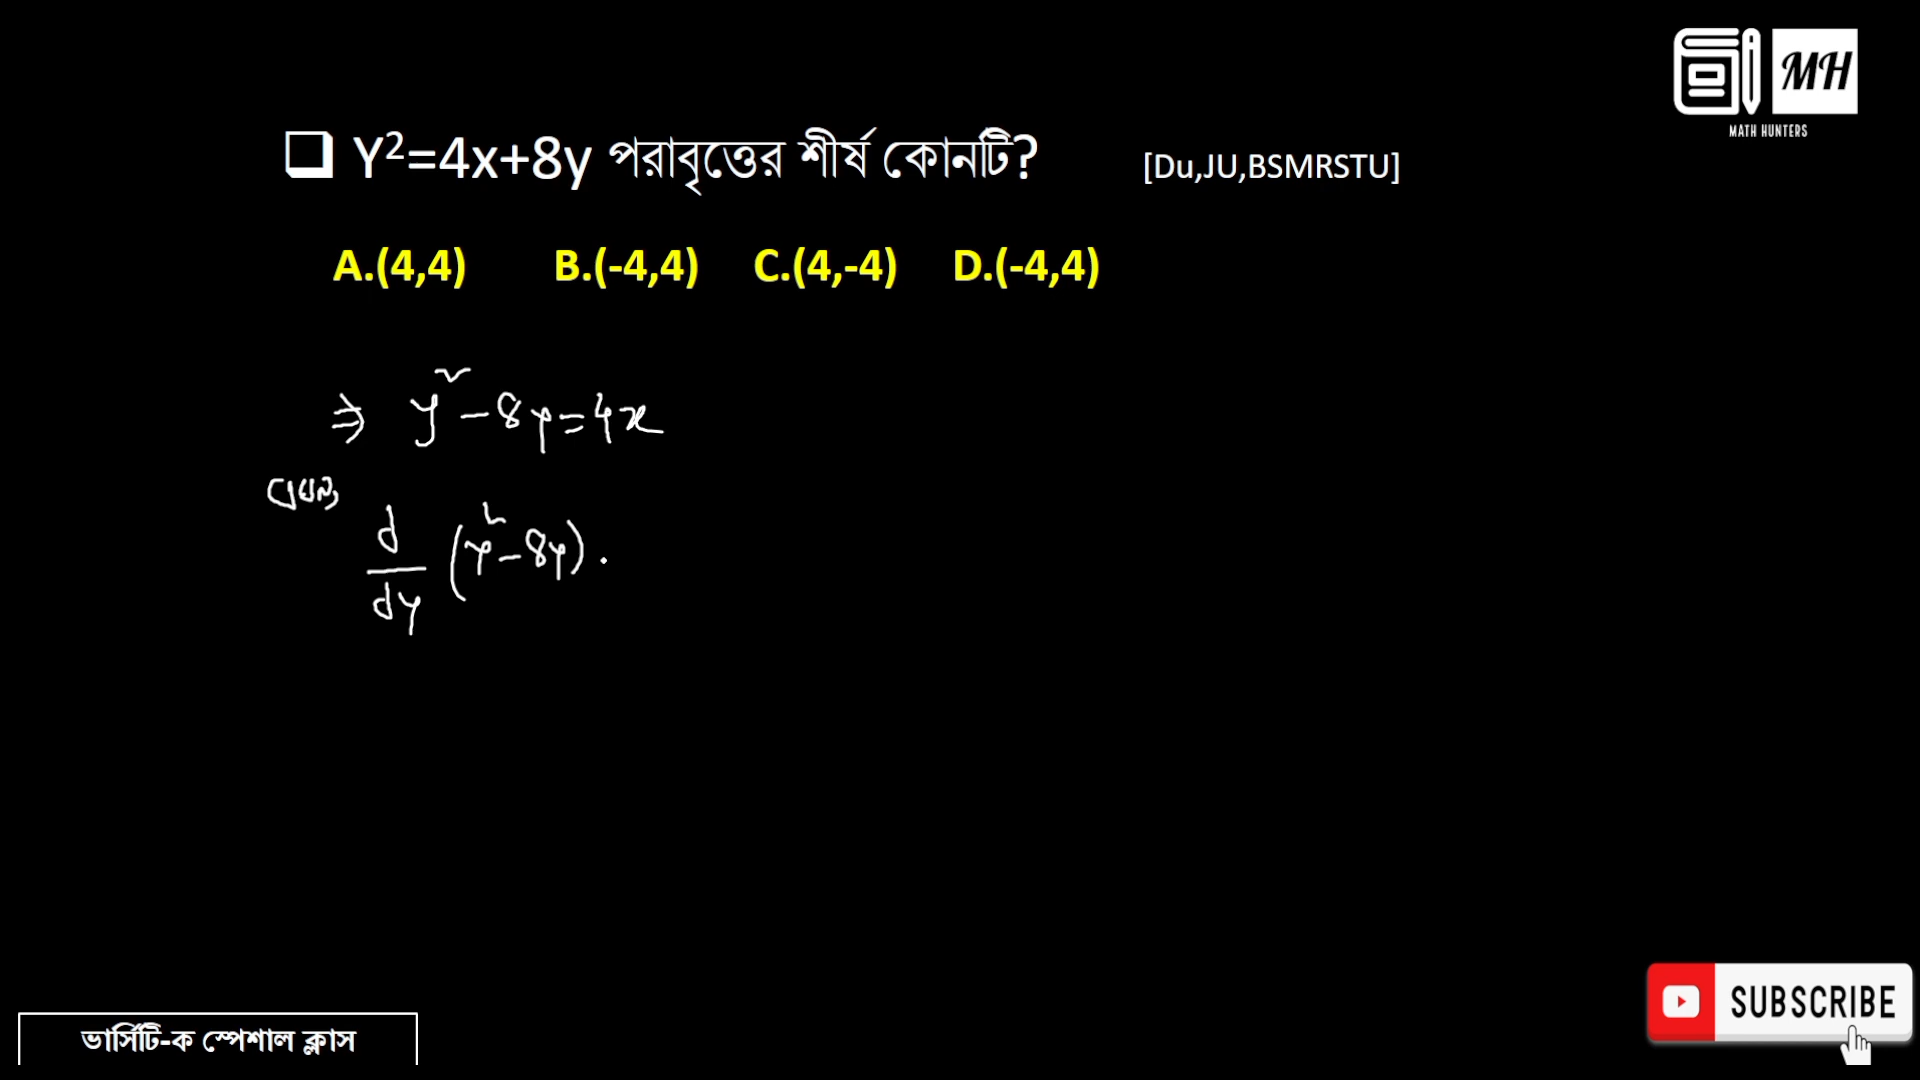 MH
MATH HUNTERS
❑ Y²=4x+8y পরাবৃত্তের শীর্ষ কোনটি? [Du,JU,BSMRSTU]
A.(4,4) B.(-4,4) C.(4,-4) D.(-4,4)
⇒ y² - 8y = 4x
এখন,
d/dy (y² - 8y) .
SUBSCRIBE
ভার্সিটি-ক স্পেশাল ক্লাস